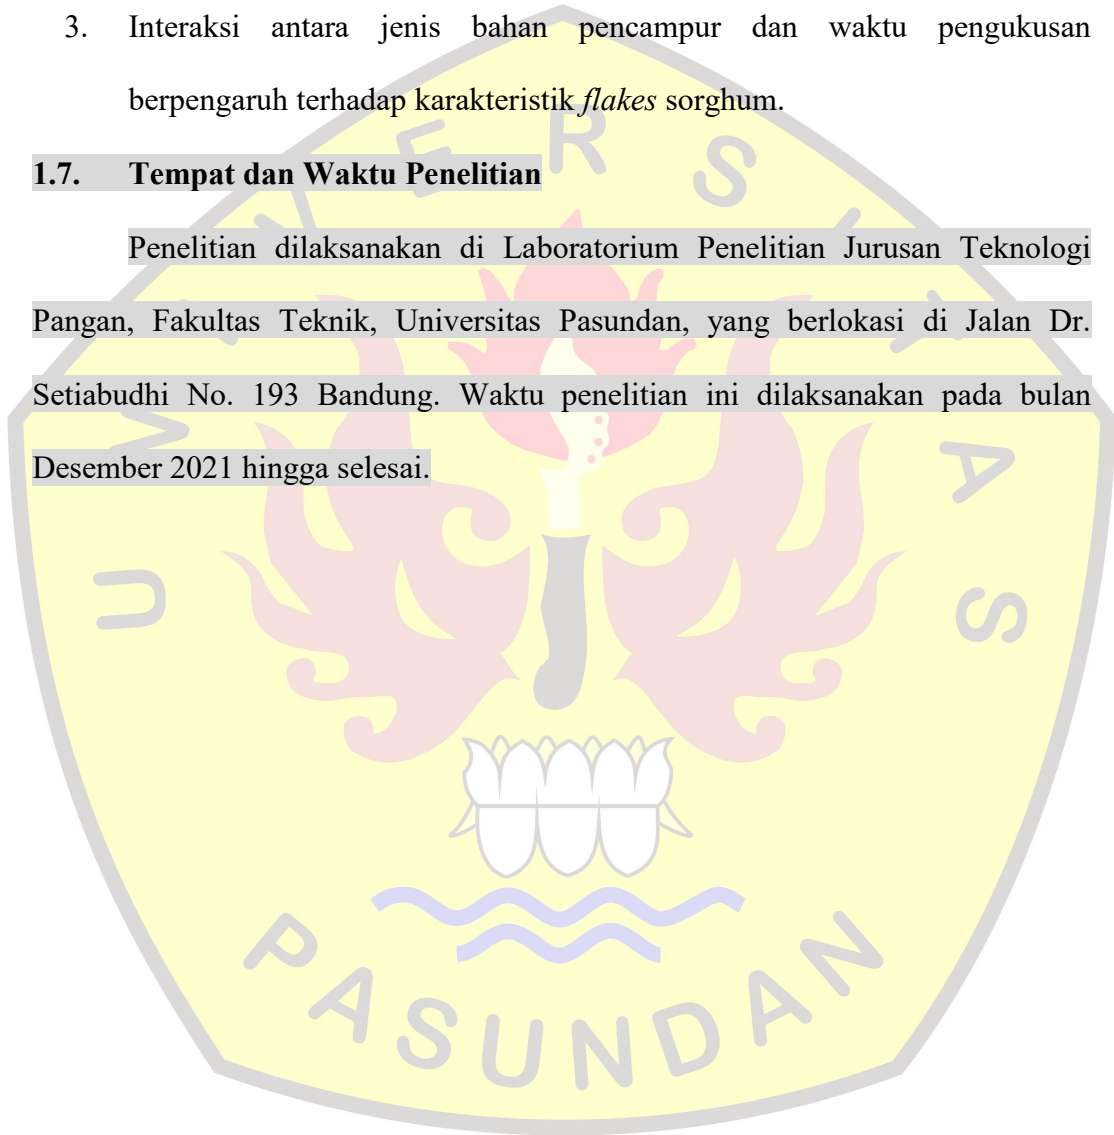 3. Interaksi antara jenis bahan pencampur dan waktu pengukusan
berpengaruh terhadap karakteristik flakes sorghum.
1.7. Tempat dan Waktu Penelitian
Penelitian dilaksanakan di Laboratorium Penelitian Jurusan Teknologi
Pangan, Fakultas Teknik, Universitas Pasundan, yang berlokasi di Jalan Dr.
Setiabudhi No. 193 Bandung. Waktu penelitian ini dilaksanakan pada bulan
Desember 2021 hingga selesai.
UNIVERSITAS
PASUNDAN